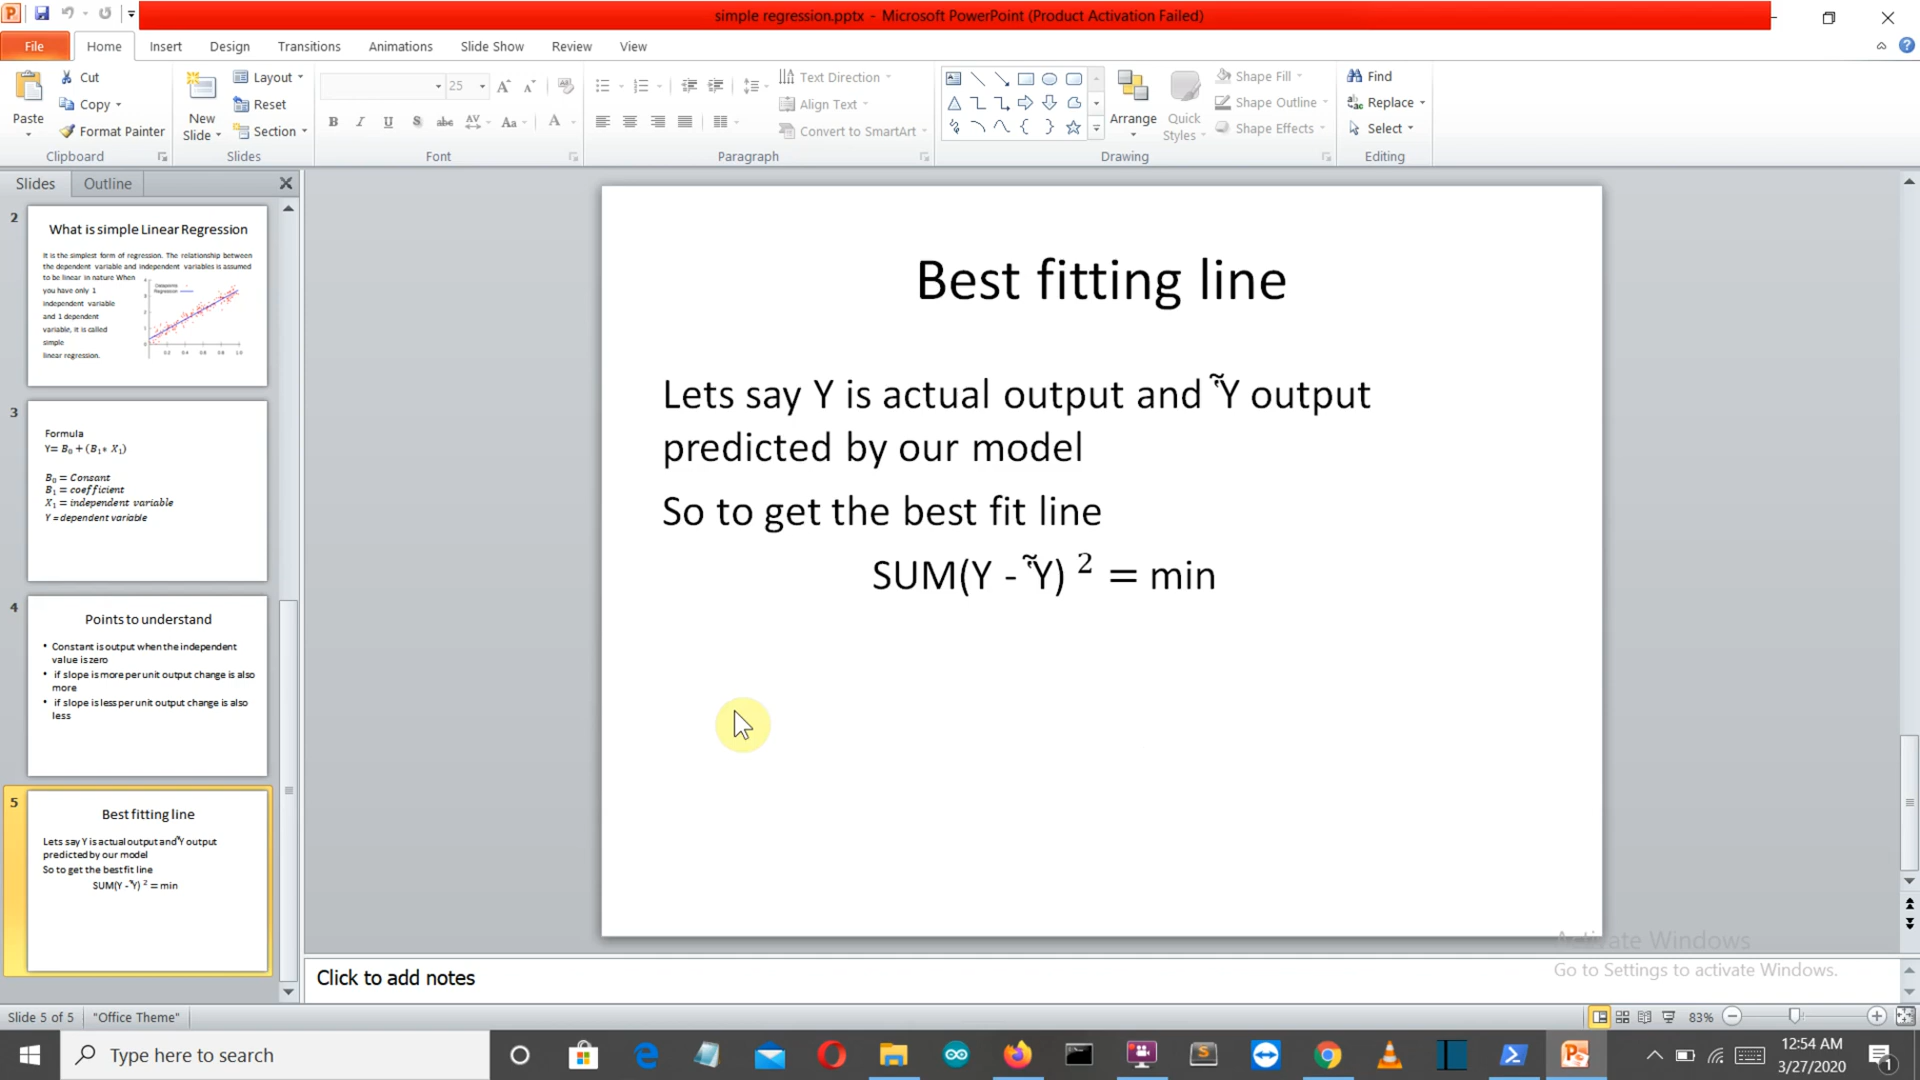 simple regression.pptx - Microsoft PowerPoint (Product Activation Failed)
File Home Insert Design Transitions Animations Slide Show Review View
Paste
Cut
Copy
Format Painter
Clipboard
New Slide
Layout
Reset
Section
Slides
25
Font
Text Direction
Align Text
Convert to SmartArt
Paragraph
Arrange
Quick Styles
Shape Fill
Shape Outline
Shape Effects
Drawing
Find
Replace
Select
Editing
Slides Outline
2
What is simple Linear Regression
It is the simplest form of regression. The relationship between
the dependent variable and independent variables is assumed
to be linear in nature When
you have only 1
independent variable
and 1 dependent
variable, it is called
simple
linear regression.
3
Formula
Y= B₀ + (B₁* X₁)
B₀ = Consant
B₁ = coefficient
X₁ = independent variable
Y = dependent variable
4
Points to understand
• Constant is output when the independent
value is zero
• if slope is more per unit output change is also
more
• if slope is less per unit output change is also
less
5
Best fitting line
Lets say Y is actual output and ῀Y output
predicted by our model
So to get the best fit line
SUM(Y - ῀Y) ² = min
Best fitting line
Lets say Y is actual output and ῀Y output
predicted by our model
So to get the best fit line
SUM(Y - ῀Y) ² = min
Activate Windows
Go to Settings to activate Windows.
Click to add notes
Slide 5 of 5 "Office Theme" 83%
Type here to search
12:54 AM
3/27/2020
1